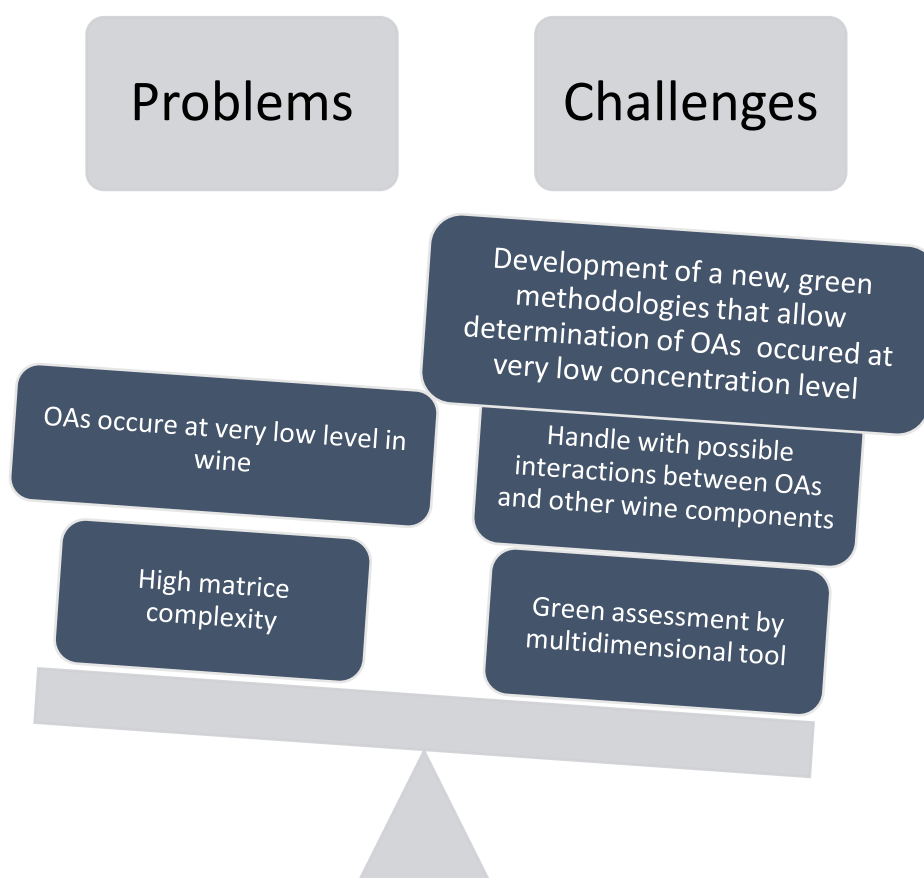 Problems
Challenges
Development of a new, green
methodologies that allow
determination of OAs occured at
very low concentration level
OAs occure at very low level in
wine
Handle with possible
interactions between OAs
and other wine components
High matrice
complexity
Green assessment by
multidimensional tool